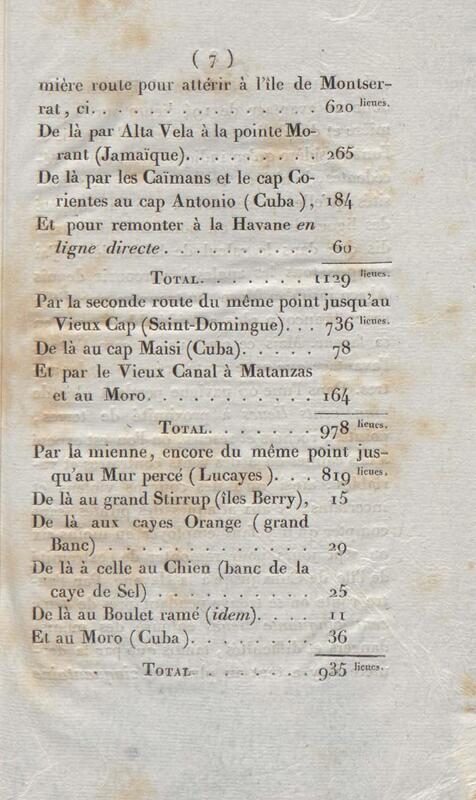 ( 7 )
mière route pour attérir à l'île de Montser-
rat, ci. . . . . . . . . . . . . . . 620 lieues.
De là par Alta Vela à la pointe Mo-
rant (Jamaïque). . . . . . . . . . 265
De là par les Caïmans et le cap Co-
rientes au cap Antonio (Cuba), 184
Et pour remonter à la Havane en
ligne directe. . . . . . . . . . . 60
TOTAL. . . . . . . 1129 lieues.
Par la seconde route du même point jusqu'au
Vieux Cap (Saint-Domingue). . . 736 lieues.
De là au cap Maisi (Cuba). . . . . . 78
Et par le Vieux Canal à Matanzas
et au Moro. . . . . . . . . . . . 164
TOTAL. . . . . . . 978 lieues.
Par la mienne, encore du même point jus-
qu'au Mur percé (Lucayes). . . 819 lieues.
De là au grand Stirrup (îles Berry), 15
De là aux cayes Orange (grand
Banc) . . . . . . . . . . . . . . 29
De là à celle au Chien (banc de la
caye de Sel) . . . . . . . . . . . 25
De là au Boulet ramé (idem). . . . . 11
Et au Moro (Cuba). . . . . . . . . 36
TOTAL . . . . . . . . 935 lieues.